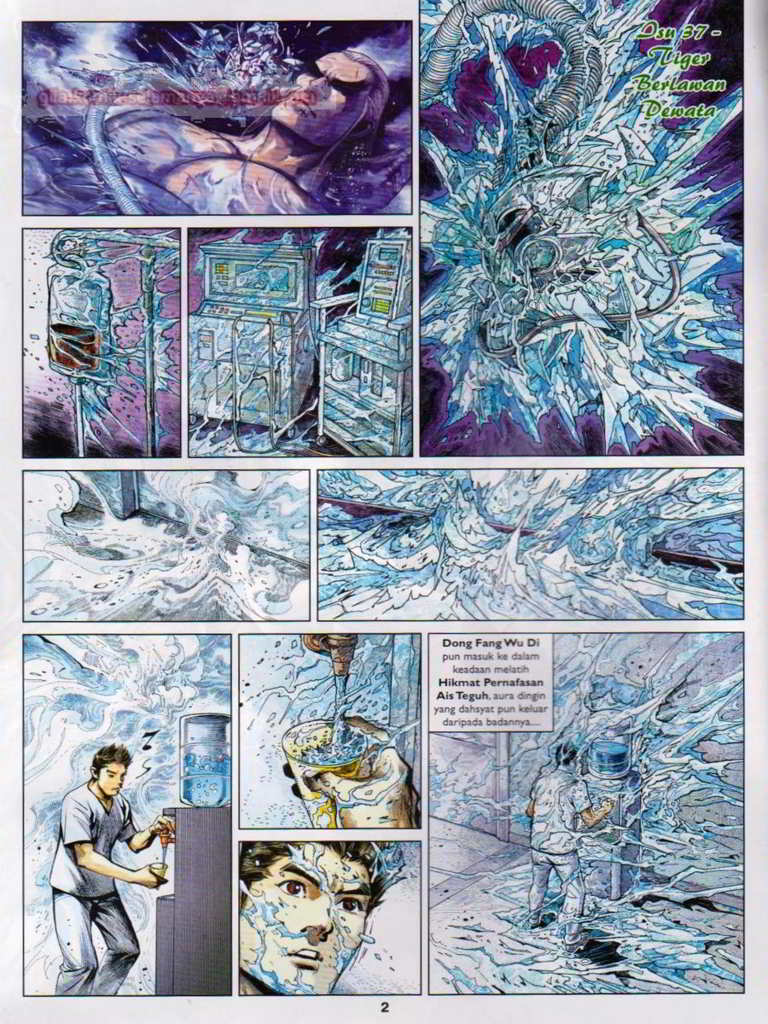 Isu 37 -
Tiger
Berlawan
Dewata
Dong Fang Wu Di
pun masuk ke dalam
keadaan melatih
Hikmat Pernafasan
Ais Teguh, aura dingin
yang dahsyat pun keluar
daripada badannya....
2